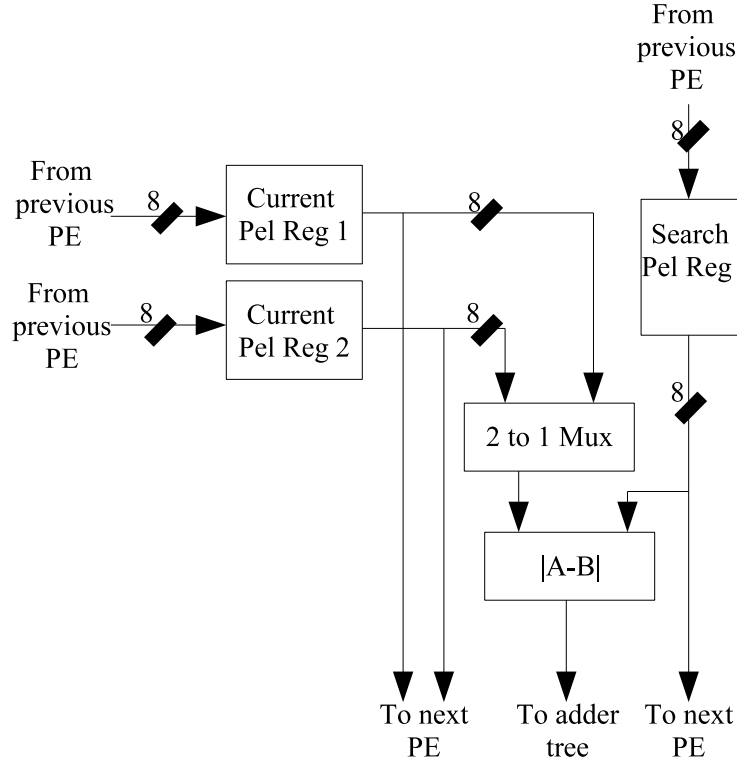 From
previous
PE
8
From
previous
PE
8
Current
Pel Reg 1
8
Search
Pel Reg
From
previous
PE
8
Current
Pel Reg 2
8
8
2 to 1 Mux
|A-B|
To next
PE
To adder
tree
To next
PE